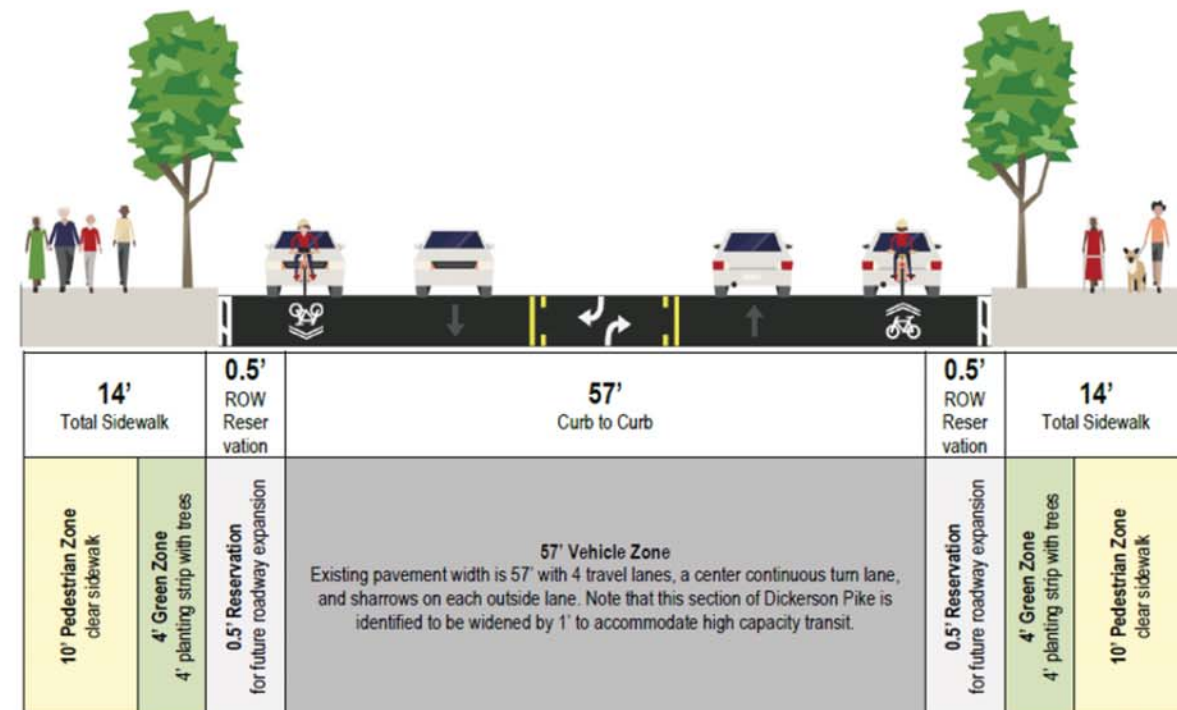 14’
Total Sidewalk
0.5’
ROW
Reser
vation
57’
Curb to Curb
0.5’
ROW
Reser
vation
14’
Total Sidewalk
10’ Pedestrian Zone
clear sidewalk
4’ Green Zone
4’ planting strip with trees
0.5’ Reservation
for future roadway expansion
57’ Vehicle Zone
Existing pavement width is 57’ with 4 travel lanes, a center continuous turn lane,
and sharrows on each outside lane. Note that this section of Dickerson Pike is
identified to be widened by 1’ to accommodate high capacity transit.
0.5’ Reservation
for future roadway expansion
4’ Green Zone
4’ planting strip with trees
10’ Pedestrian Zone
clear sidewalk